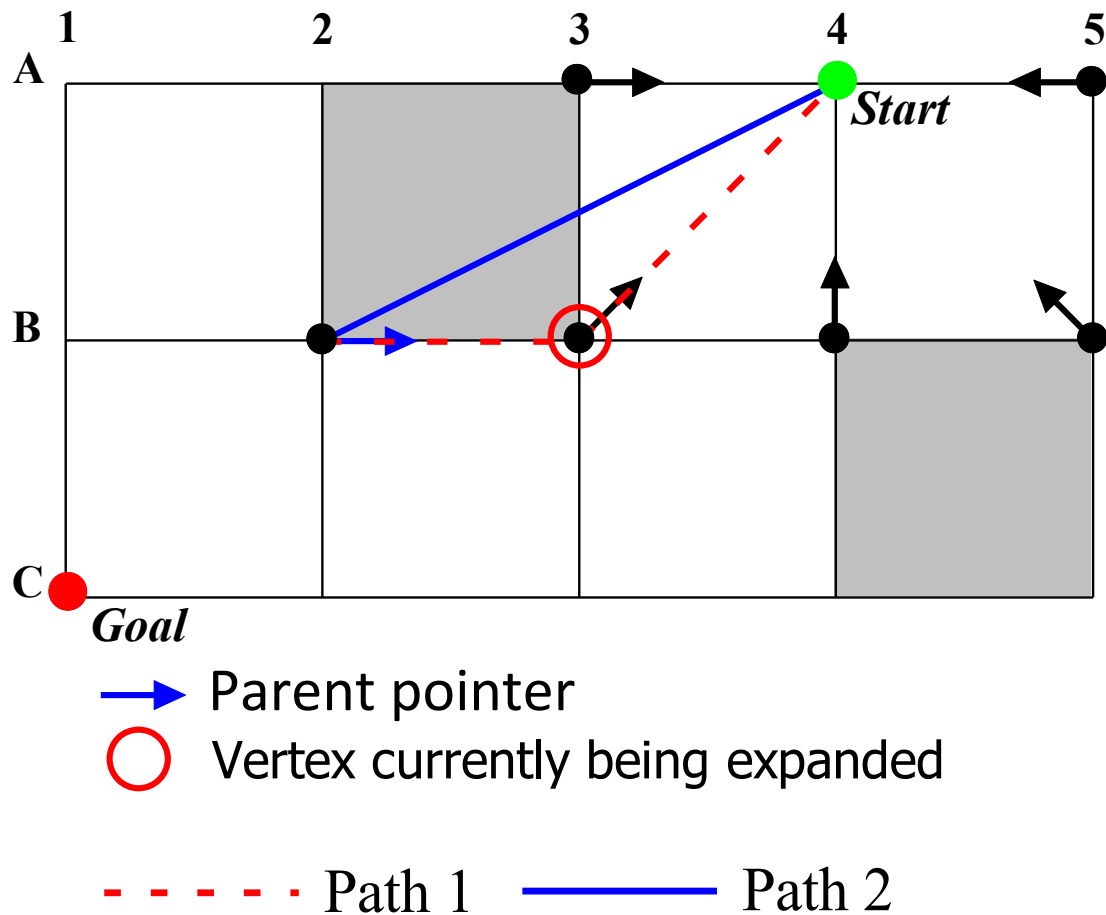 1 2 3 4 5
A
Start
B
C
Goal
Parent pointer
Vertex currently being expanded
Path 1 Path 2